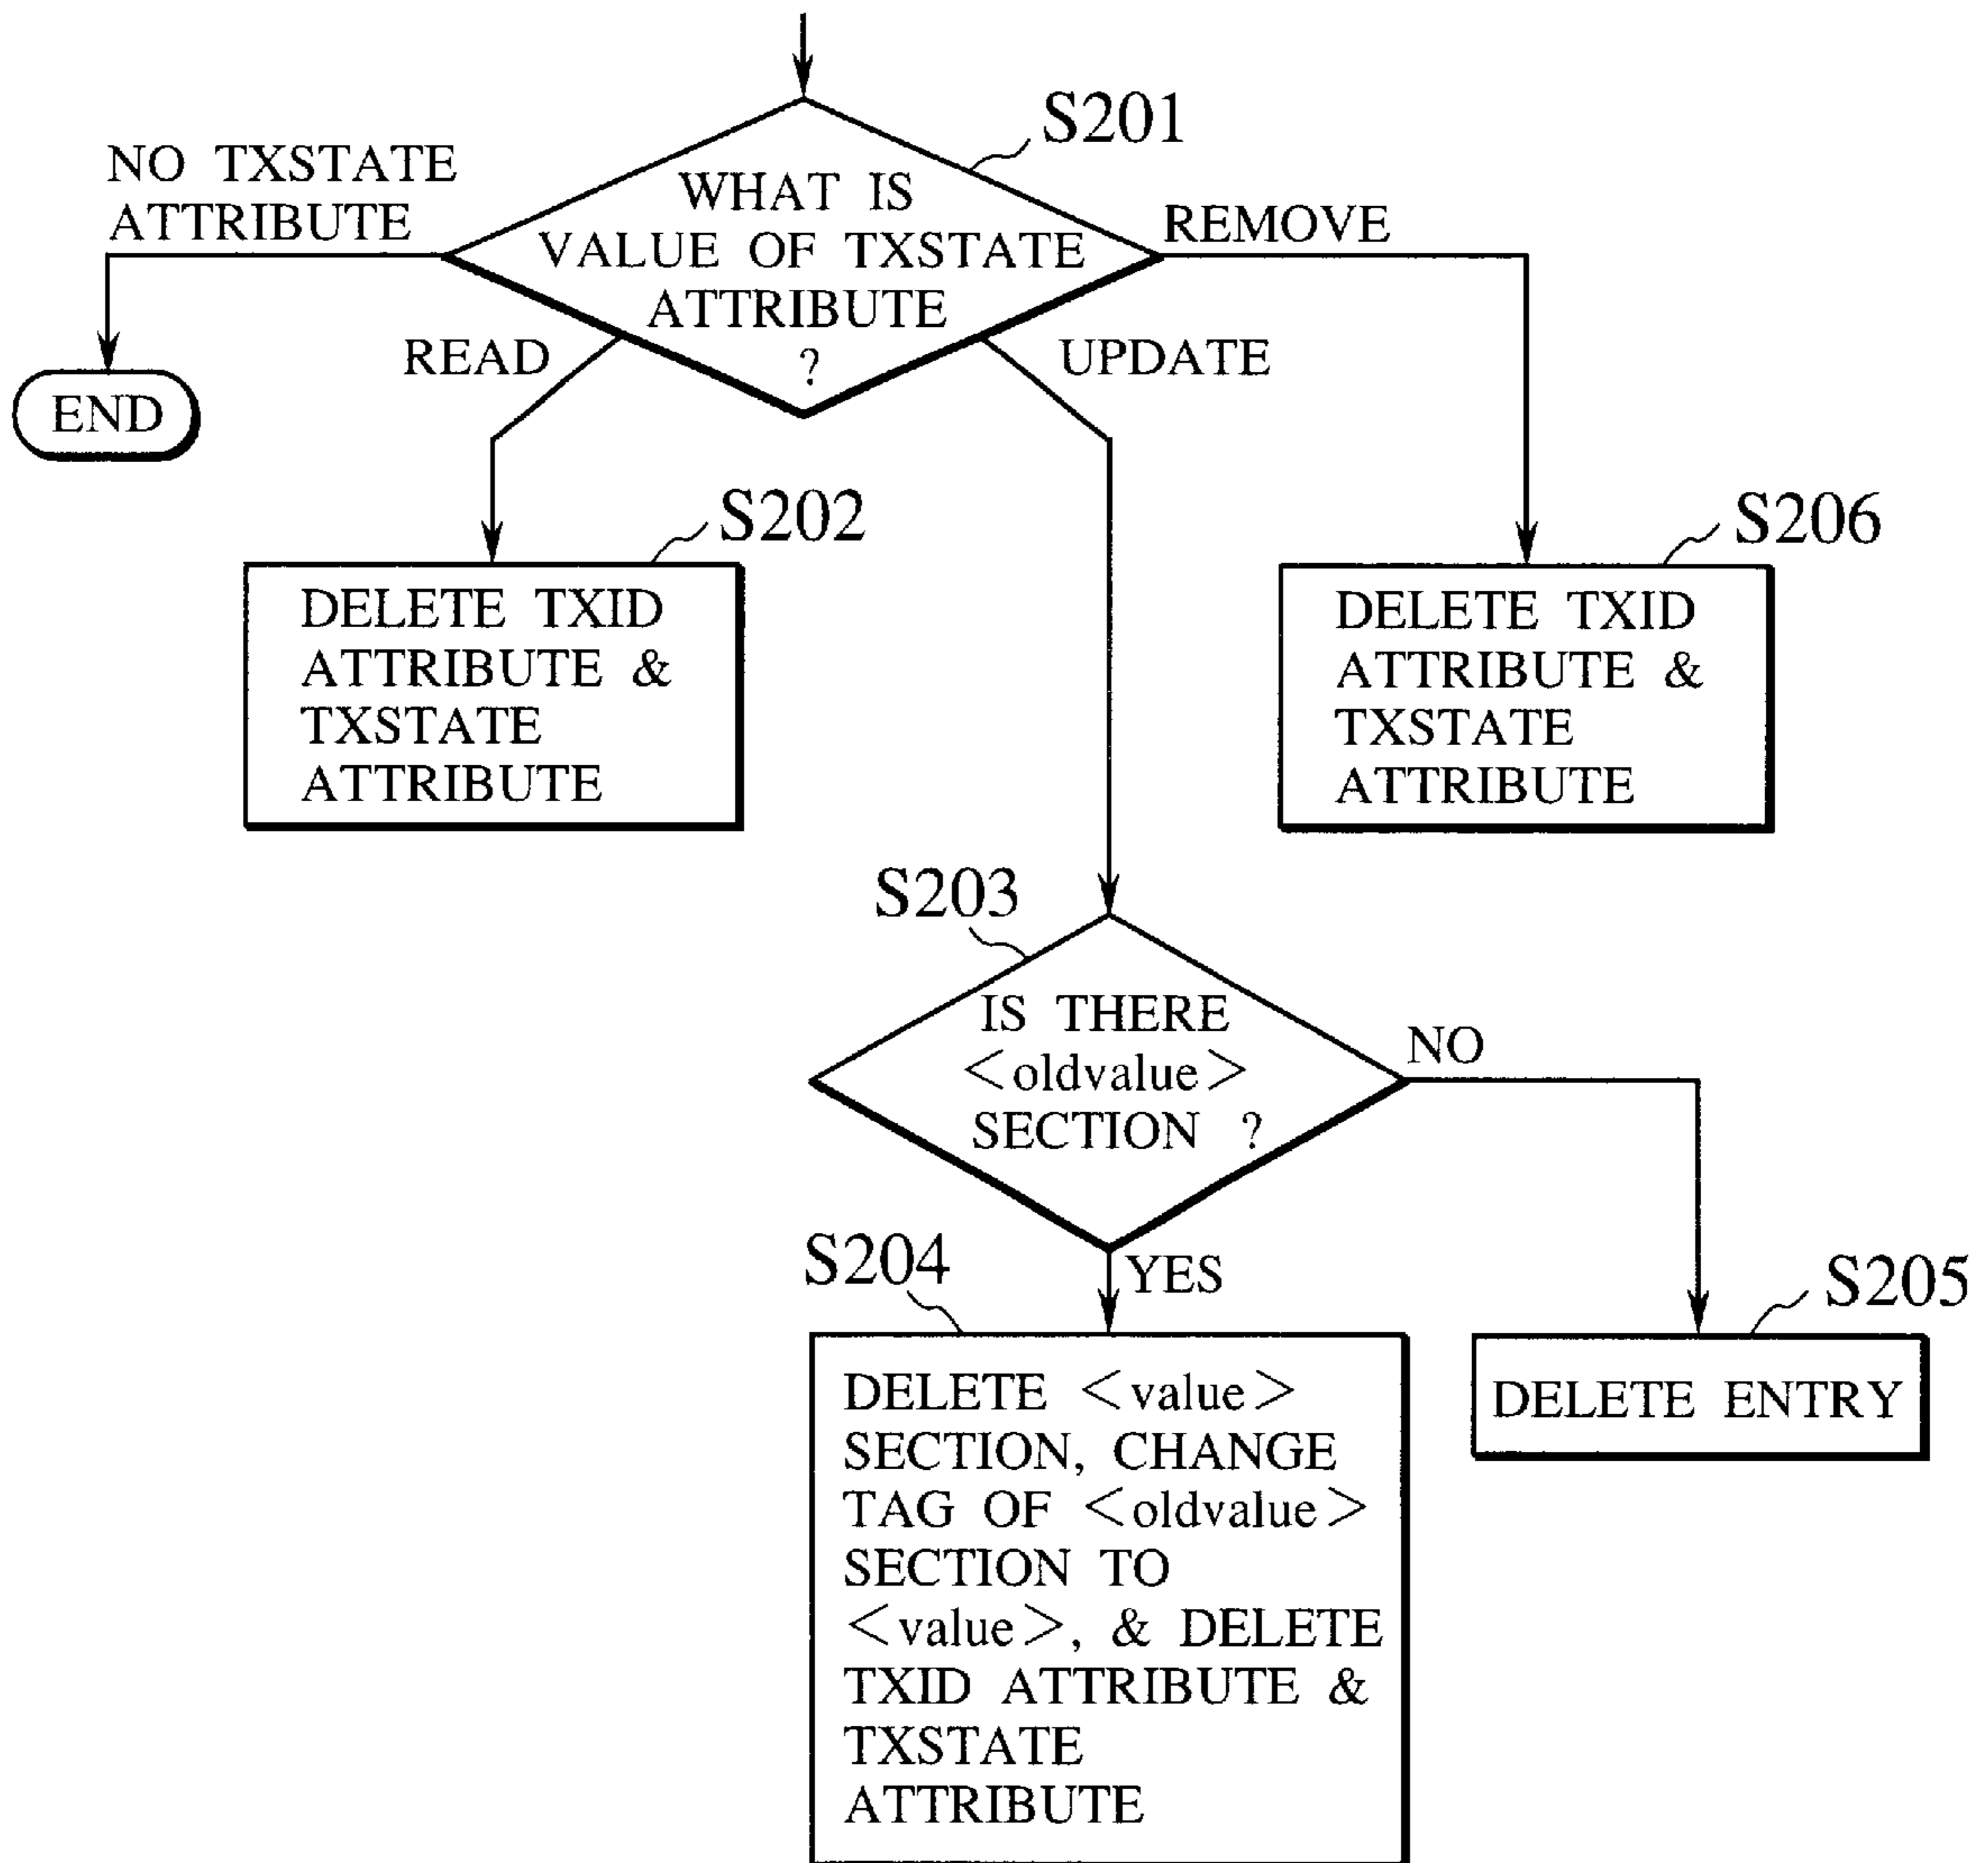 S201
NO TXSTATE
ATTRIBUTE
WHAT IS
VALUE OF TXSTATE
ATTRIBUTE
?
REMOVE
READ
UPDATE
END
S202
DELETE TXID
ATTRIBUTE &
TXSTATE
ATTRIBUTE
S206
DELETE TXID
ATTRIBUTE &
TXSTATE
ATTRIBUTE
S203
IS THERE
<oldvalue>
SECTION ?
NO
YES
S204
DELETE <value>
SECTION, CHANGE
TAG OF <oldvalue>
SECTION TO
<value>, & DELETE
TXID ATTRIBUTE &
TXSTATE
ATTRIBUTE
S205
DELETE ENTRY